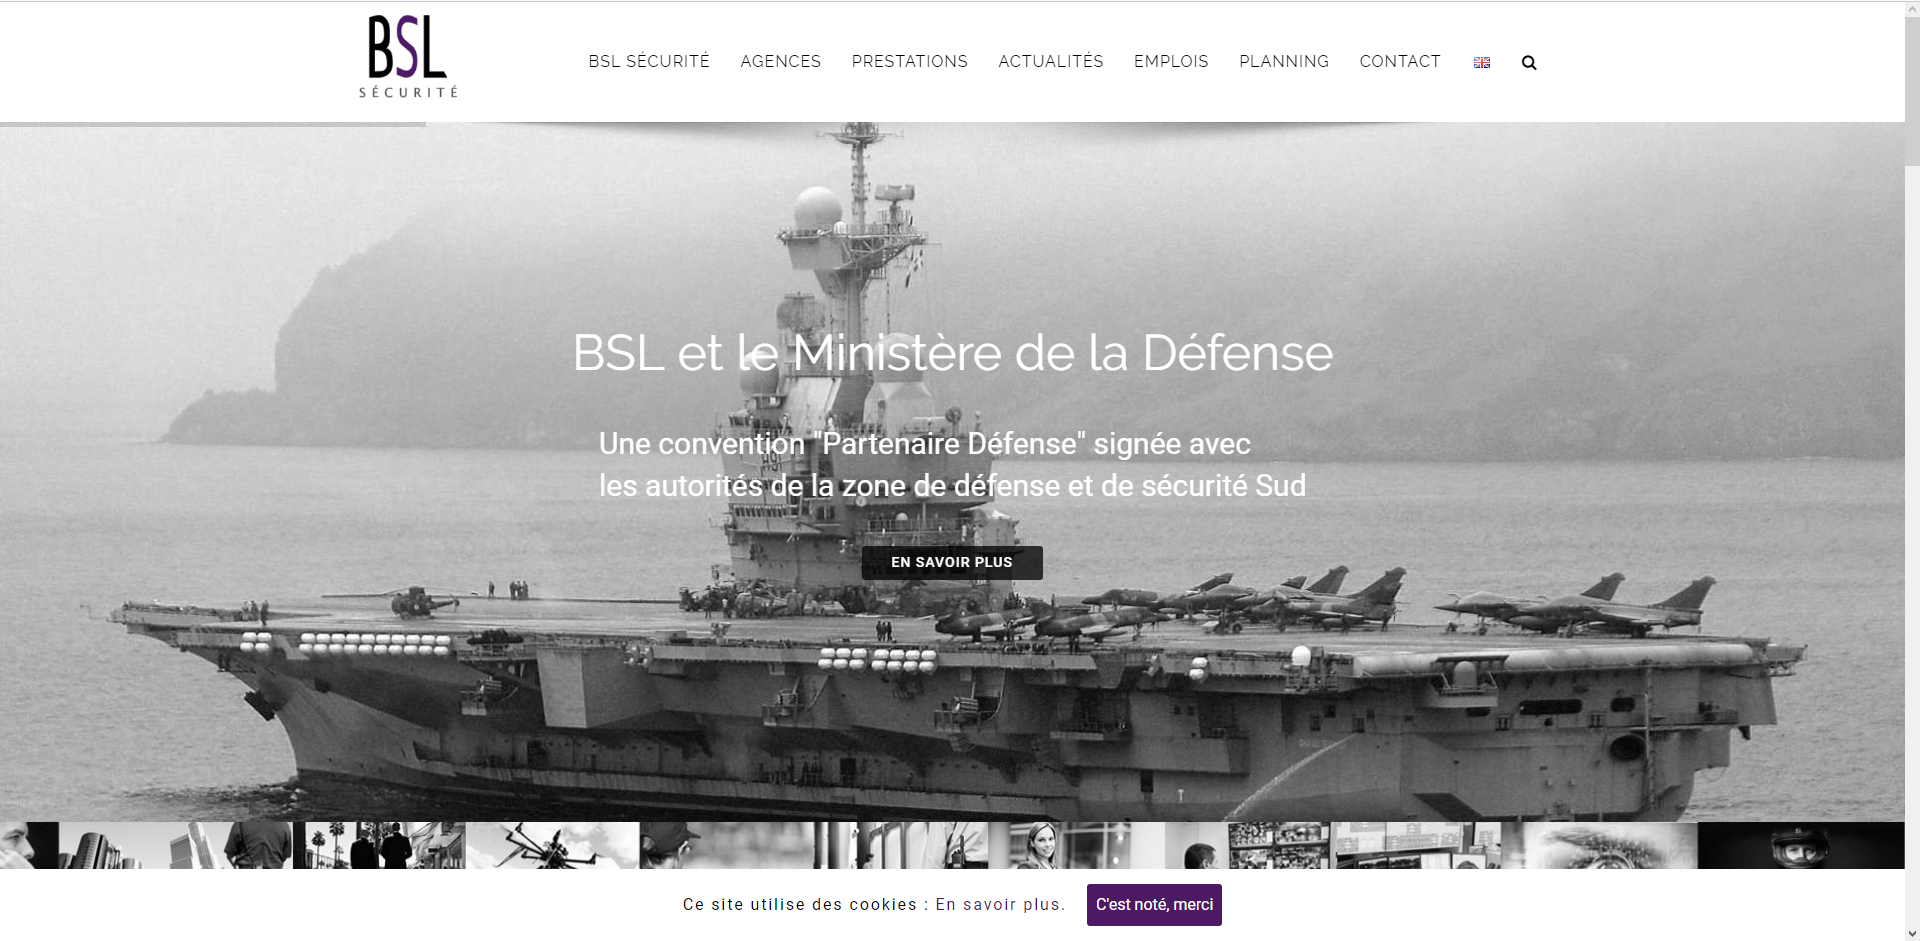 BSL
SÉCURITÉ
BSL SÉCURITÉ AGENCES PRESTATIONS ACTUALITÉS EMPLOIS PLANNING CONTACT
BSL et le Ministère de la Défense
Une convention "Partenaire Défense" signée avec
les autorités de la zone de défense et de sécurité Sud
EN SAVOIR PLUS
R91
Ce site utilise des cookies : En savoir plus. C'est noté, merci